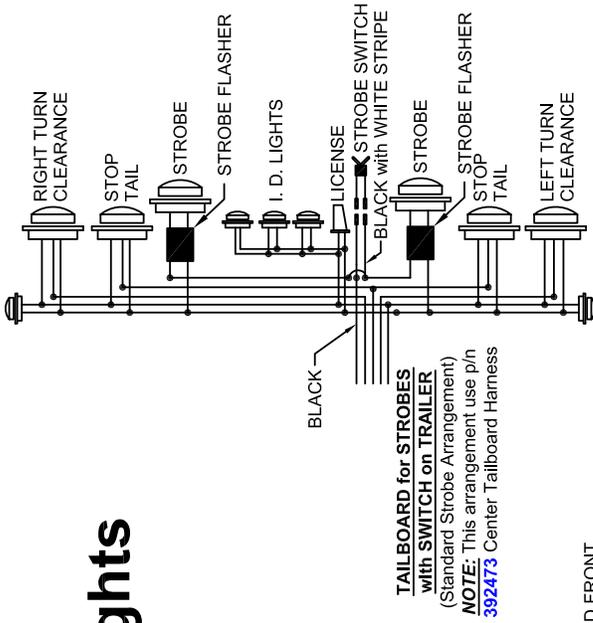 RIGHT TURN
CLEARANCE
STOP
TAIL
STROBE
STROBE FLASHER
I. D. LIGHTS
LICENSE
STROBE SWITCH
BLACK with WHITE STRIPE
STROBE
STROBE FLASHER
STOP
TAIL
LEFT TURN
CLEARANCE
BLACK
TAILBOARD for STROBES
with SWITCH on TRAILER
(Standard Strobe Arrangement)
NOTE: This arrangement use p/n
392473 Center Tailboard Harness
ghts
D FRONT